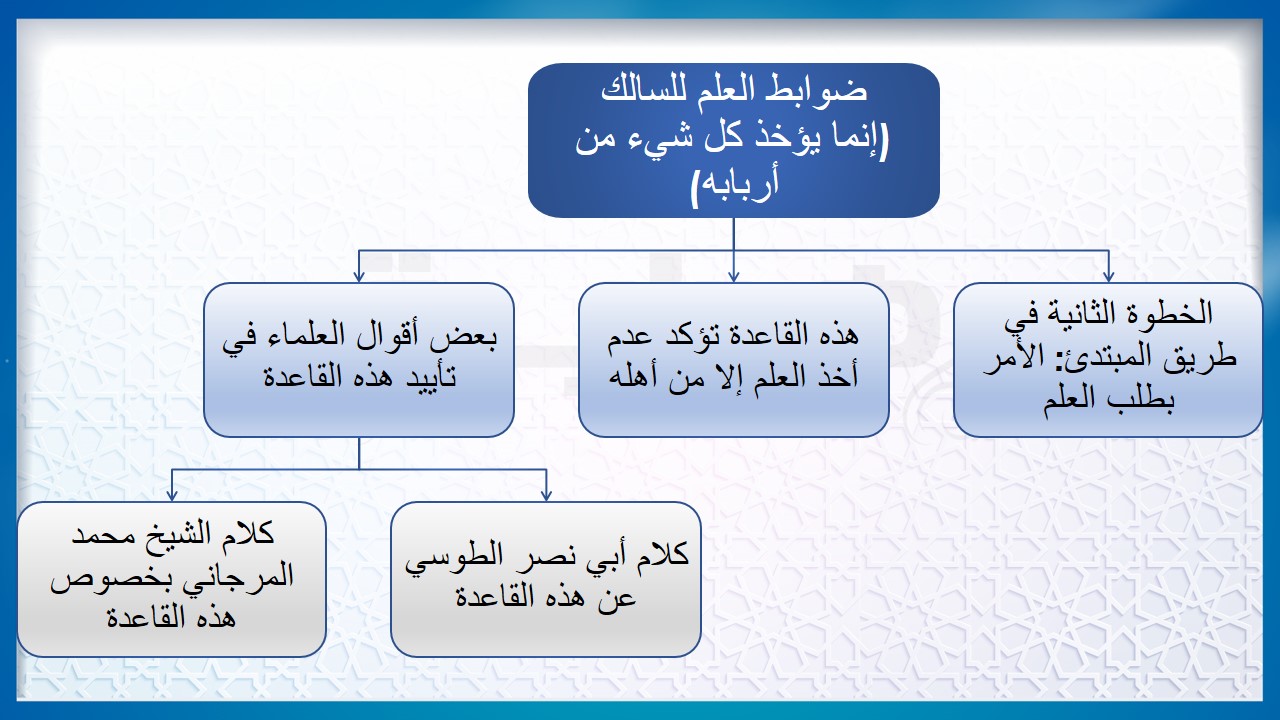 ضوابط العلم للسالك
(إنما يؤخذ كل شيء من
أربابه)
الخطوة الثانية في
طريق المبتدئ: الأمر
بطلب العلم
هذه القاعدة تؤكد عدم
أخذ العلم إلا من أهله
بعض أقوال العلماء في
تأييد هذه القاعدة
كلام أبي نصر الطوسي
عن هذه القاعدة
كلام الشيخ محمد
المرجاني بخصوص
هذه القاعدة